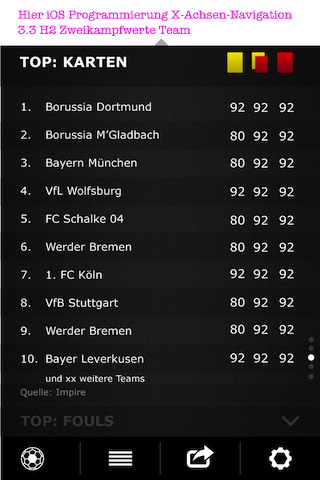 Hier iOS Programmierung X-Achsen-Navigation
3.3 H2 Zweikampfwerte Team
TOP: KARTEN
1. Borussia Dortmund 92 92 92
2. Borussia M'Gladbach 80 92 92
3. Bayern München 80 92 92
4. VfL Wolfsburg 92 92 92
5. FC Schalke 04 80 92 92
6. Werder Bremen 80 92 92
7. 1. FC Köln 92 92 92
8. VfB Stuttgart 80 92 92
9. Werder Bremen 80 92 92
10. Bayer Leverkusen 92 92 92
und xx weitere Teams
Quelle: Impire
TOP: FOULS